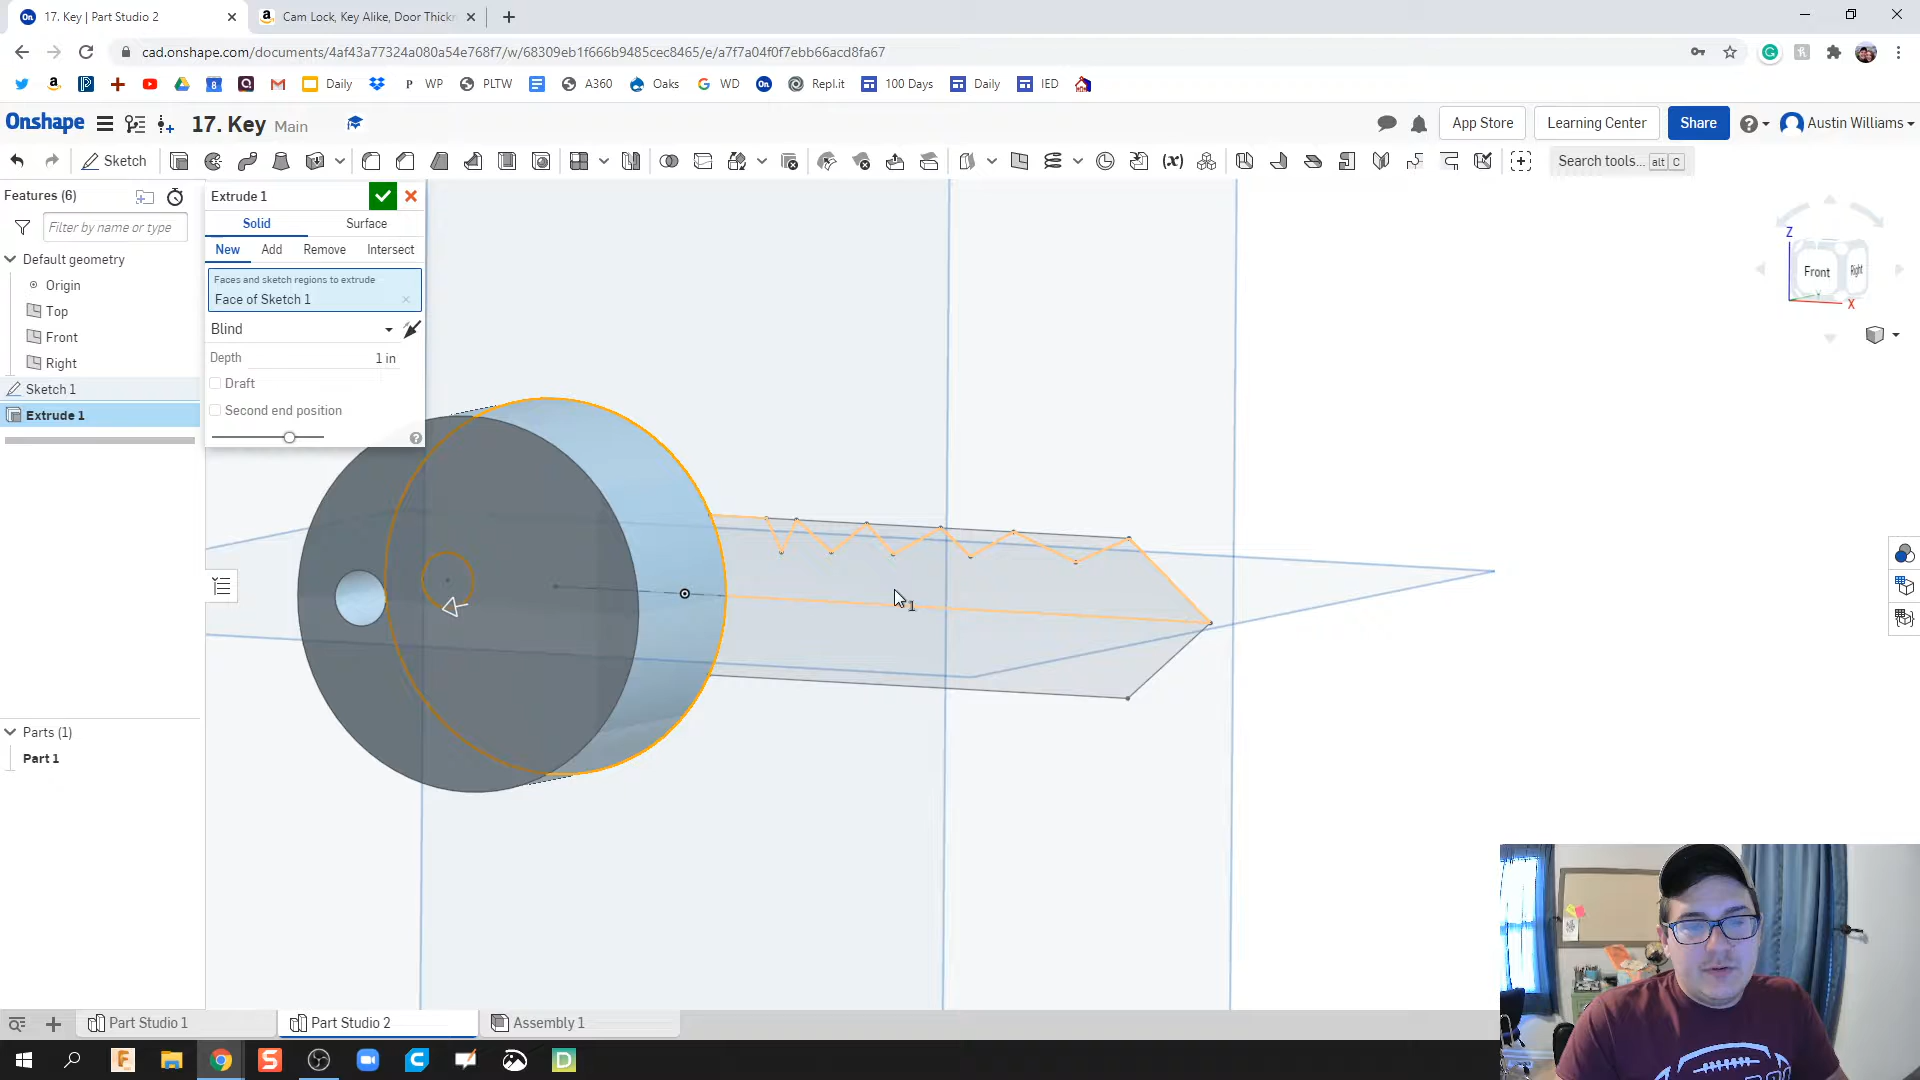 17. Key | Part Studio 2
Cam Lock, Key Alike, Door Thickn
cad.onshape.com/documents/4af43a77324a080a54e768f7/w/68309eb1f666b9485cec8465/e/a7f7a04f0f7ebb66acd8fa67
Daily
P WP
PLTW
A360
Oaks
WD
Repl.it
100 Days
Daily
IED
Onshape
17. Key Main
App Store
Learning Center
Share
Austin Williams
Sketch
Search tools... alt C
Features (6)
Filter by name or type
Default geometry
Origin
Top
Front
Right
Sketch 1
Extrude 1
Extrude 1
Solid
Surface
New
Add
Remove
Intersect
Faces and sketch regions to extrude
Face of Sketch 1
Blind
Depth
1 in
Draft
Second end position
1
Z
Front
Right
X
Parts (1)
Part 1
Part Studio 1
Part Studio 2
Assembly 1